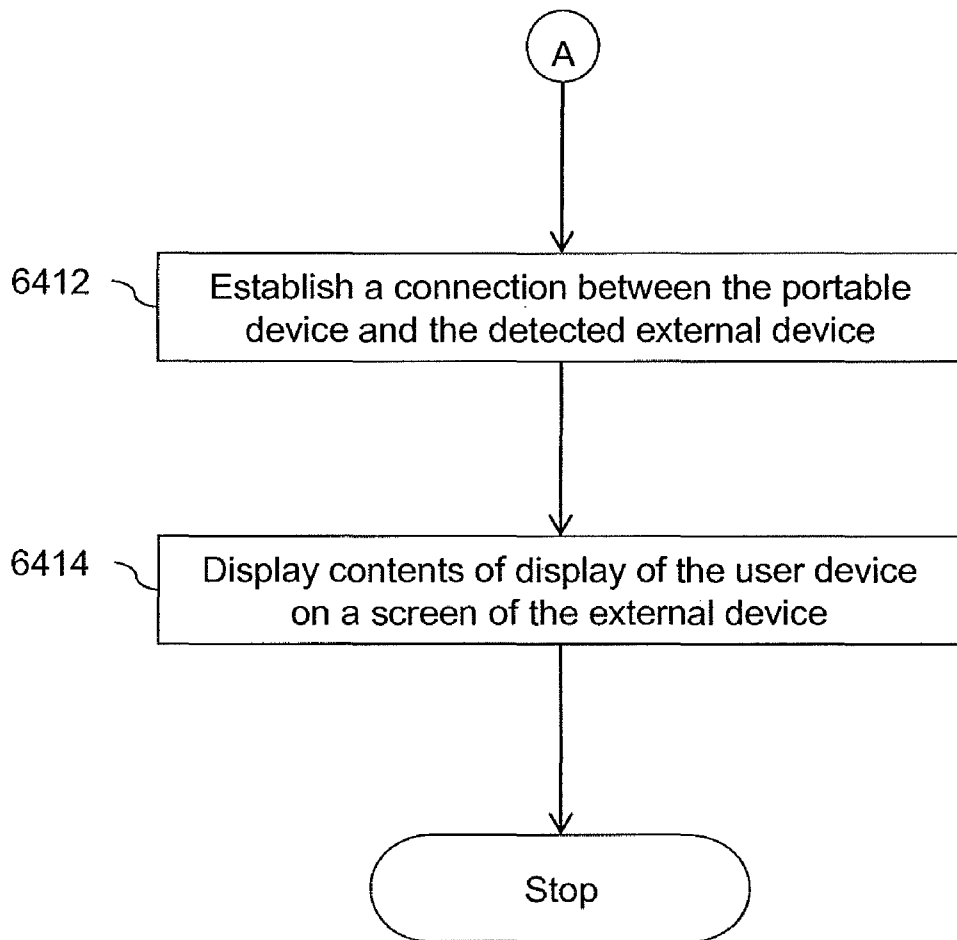 A
6412
Establish a connection between the portable
device and the detected external device
6414
Display contents of display of the user device
on a screen of the external device
Stop